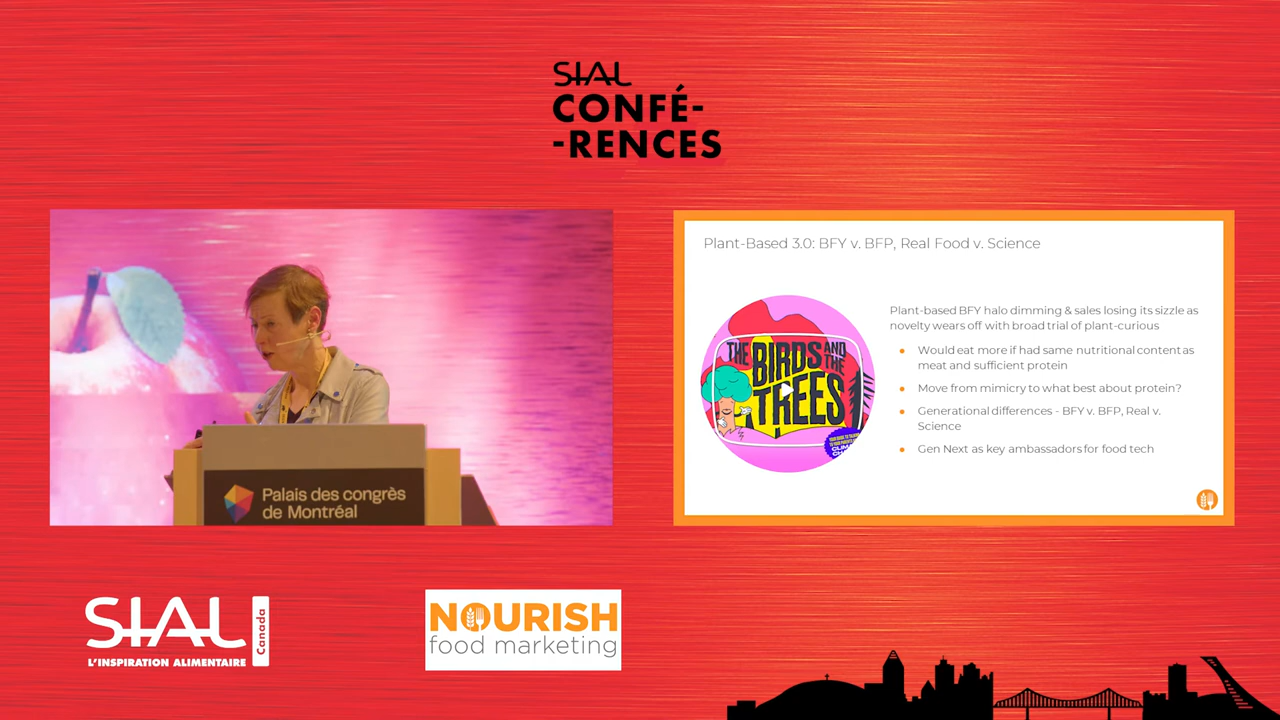 SIAL
CONFÉ-
-RENCES
Palais des congrès
de Montréal
Plant-Based 3.0: BFY v. BFP, Real Food v. Science
THE BIRDS AND THE
TREES
Plant-based BFY halo dimming & sales losing its sizzle as
novelty wears off with broad trial of plant-curious
Would eat more if had same nutritional content as
meat and sufficient protein
Move from mimicry to what best about protein?
Generational differences - BFY v. BFP, Real v.
Science
Gen Next as key ambassadors for food tech
SIAL
Canada
L'INSPIRATION ALIMENTAIRE
NOURISH
food marketing